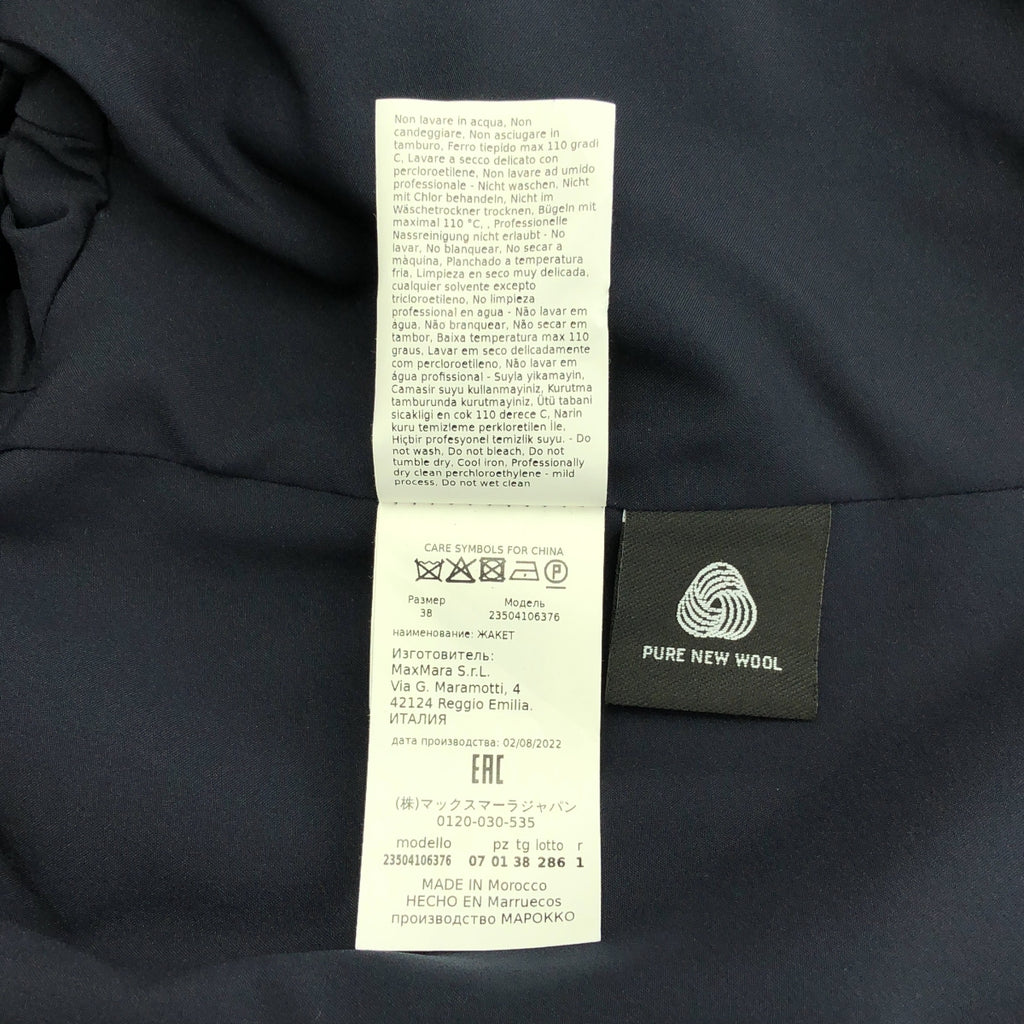 Non lavare in acqua, Non
candeggiare, Non asciugare in
tamburo, Ferro tiepido max 110 gradi
C, Lavare a secco delicato con
percloroetilene, Non lavare ad umido
professionale - Nicht waschen, Nicht
mit Chlor behandeln, Nicht im
Wäschetrockner trocknen, Bügeln mit
maximal 110 °C, , Professionelle
Nassreinigung nicht erlaubt - No
lavar, No blanquear, No secar a
màquina, Planchado a temperatura
fria, Limpieza en seco muy delicada,
cualquier solvente excepto
tricloroetileno, No limpieza
professional en agua - Não lavar em
àgua, Não branquear, Não secar em
tambor, Baixa temperatura max 110
graus, Lavar em seco delicadamente
com percloroetileno, Não lavar em
água profissional - Suyla yikamayin,
Camasir suyu kullanmayiniz, Kurutma
tamburunda kurutmayiniz, Ütü tabani
sicakligi en cok 110 derece C, Narin
kuru temizleme perkloretilen İle,
Hiçbir profesyonel temizlik suyu. - Do
not wash, Do not bleach, Do not
tumble dry, Cool iron, Professionally
dry clean perchloroethylene - mild
process, Do not wet clean
CARE SYMBOLS FOR CHINA
P
Размер Модель
38 23504106376
наименование: ЖАКЕТ
Изготовитель:
MaxMara S.r.L.
Via G. Maramotti, 4
42124 Reggio Emilia.
ИТАЛИЯ
дата производства: 02/08/2022
EAC
(株)マックスマーラジャパン
0120-030-535
modello pz tg lotto r
23504106376 07 01 38 286 1
MADE IN Morocco
HECHO EN Marruecos
производство МАРОККО
PURE NEW WOOL